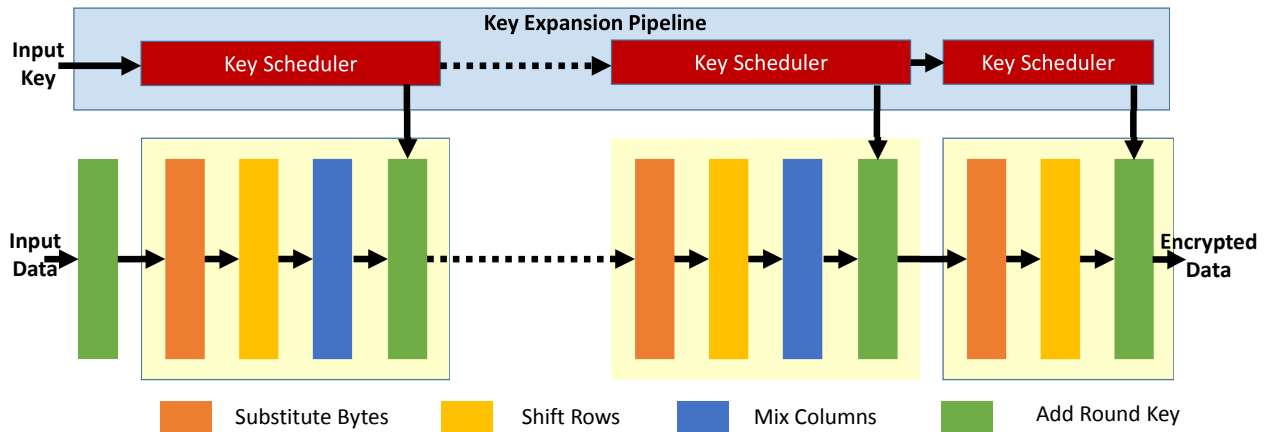 Key Expansion Pipeline
Input
Key
Key Scheduler
Key Scheduler
Key Scheduler
Input
Data
Encrypted
Data
Substitute Bytes
Shift Rows
Mix Columns
Add Round Key